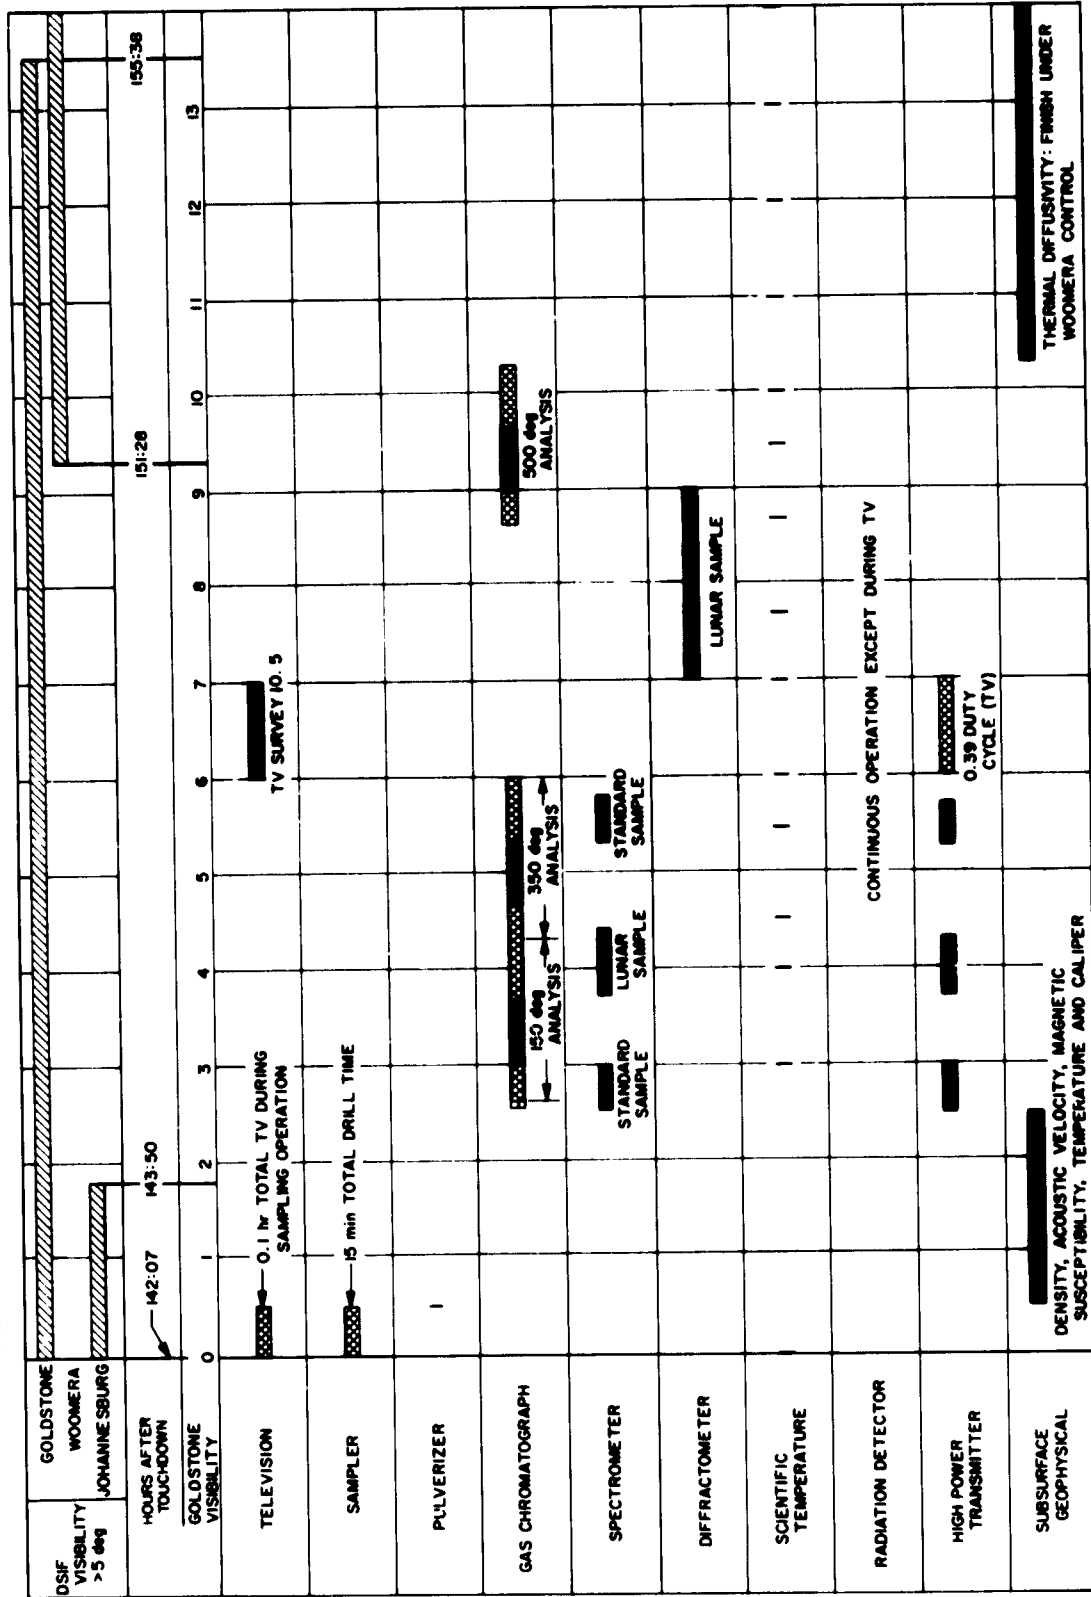 DSIF
VISIBILITY
>5 deg
GOLDSTONE
WOOMERA
JOHANNESBURG
HOURS AFTER
TOUCHDOWN
142:07
143:50
151:28
155:38
GOLDSTONE
VISIBILITY
0 1 2 3 4 5 6 7 8 9 10 11 12 13
TELEVISION
0.1 hr TOTAL TV DURING
SAMPLING OPERATION
TV SURVEY 10.5
SAMPLER
15 min TOTAL DRILL TIME
PULVERIZER
GAS CHROMATOGRAPH
150 deg
ANALYSIS
350 deg
ANALYSIS
500 deg
ANALYSIS
SPECTROMETER
STANDARD
SAMPLE
LUNAR
SAMPLE
STANDARD
SAMPLE
DIFFRACTOMETER
LUNAR SAMPLE
SCIENTIFIC
TEMPERATURE
RADIATION DETECTOR
CONTINUOUS OPERATION EXCEPT DURING TV
HIGH POWER
TRANSMITTER
0.39 DUTY
CYCLE (TV)
SUBSURFACE
GEOPHYSICAL
DENSITY, ACOUSTIC VELOCITY, MAGNETIC
SUSCEPTIBILITY, TEMPERATURE AND CALIPER
THERMAL DIFFUSIVITY: FINISH UNDER
WOOMERA CONTROL